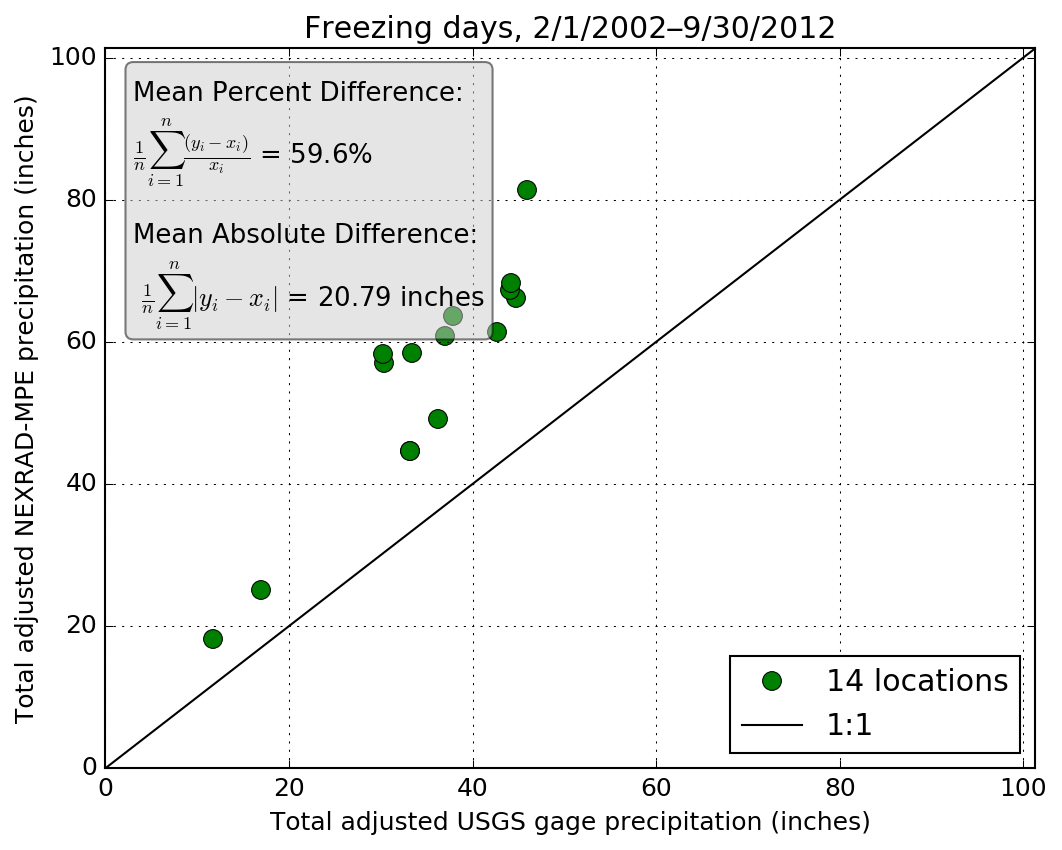 Freezing days, 2/1/2002–9/30/2012
Total adjusted NEXRAD-MPE precipitation (inches)
100
80
60
40
20
0
Mean Percent Difference:
\frac{1}{n}\sum_{i=1}^{n}\frac{(y_i - x_i)}{x_i} = 59.6%
Mean Absolute Difference:
\frac{1}{n}\sum_{i=1}^{n}|y_i - x_i| = 20.79 inches
14 locations
1:1
0 20 40 60 80 100
Total adjusted USGS gage precipitation (inches)